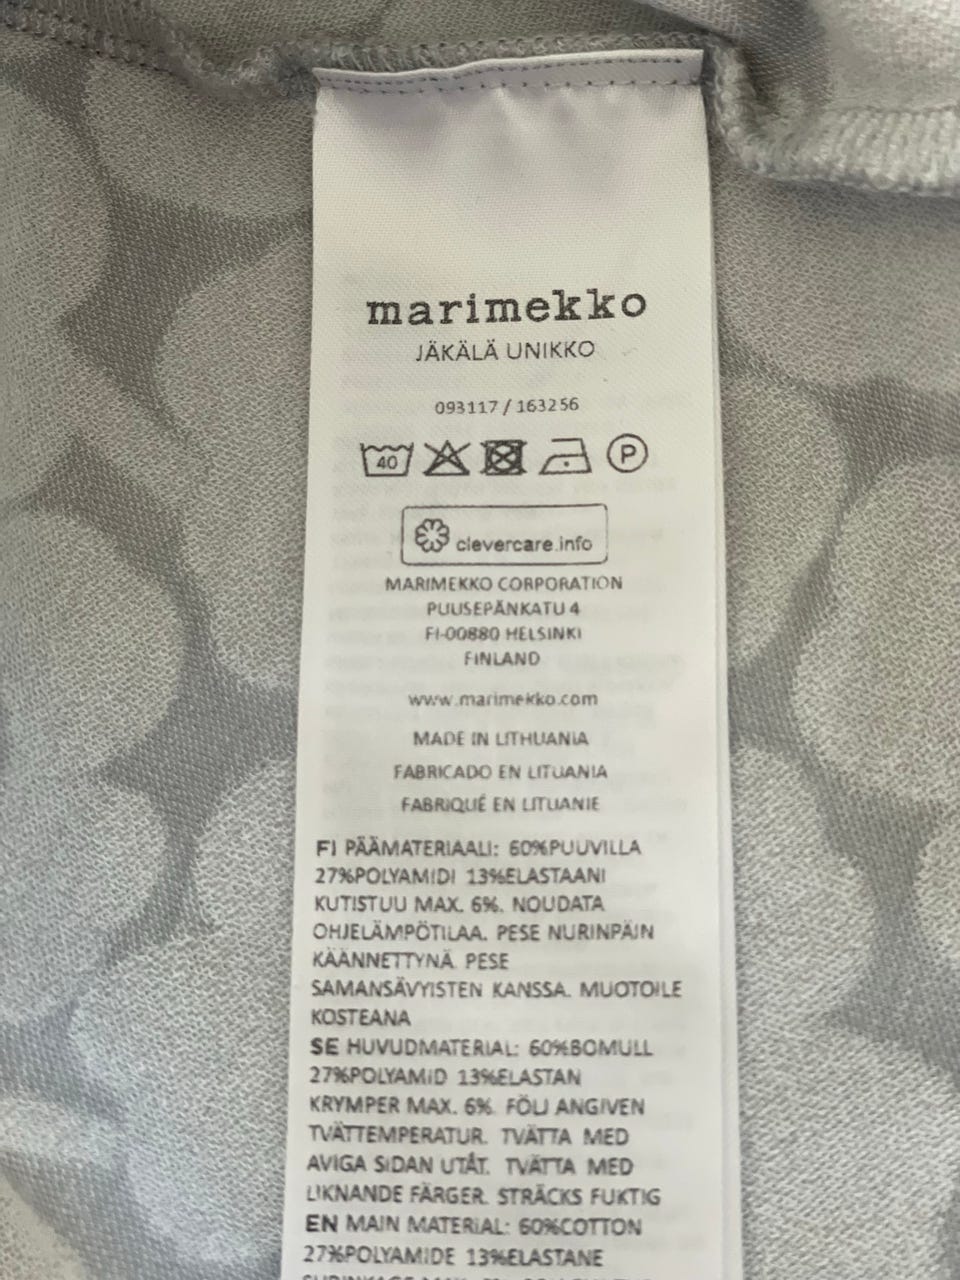 marimekko
JÄKÄLÄ UNIKKO
093117 / 163256
40 P
clevercare.info
MARIMEKKO CORPORATION
PUUSEPÄNKATU 4
FI-00880 HELSINKI
FINLAND
www.marimekko.com
MADE IN LITHUANIA
FABRICADO EN LITUANIA
FABRIQUÉ EN LITUANIE
FI PÄÄMATERIAALI: 60%PUUVILLA
27%POLYAMIDI 13%ELASTAANI
KUTISTUU MAX. 6%. NOUDATA
OHJELÄMPÖTILAA. PESE NURINPÄIN
KÄÄNNETTYNÄ. PESE
SAMANSÄVYISTEN KANSSA. MUOTOILE
KOSTEANA
SE HUVUDMATERIAL: 60%BOMULL
27%POLYAMID 13%ELASTAN
KRYMPER MAX. 6%. FÖLJ ANGIVEN
TVÄTTEMPERATUR. TVÄTTA MED
AVIGA SIDAN UTÅT. TVÄTTA MED
LIKNANDE FÄRGER. STRÄCKS FUKTIG
EN MAIN MATERIAL: 60%COTTON
27%POLYAMIDE 13%ELASTANE